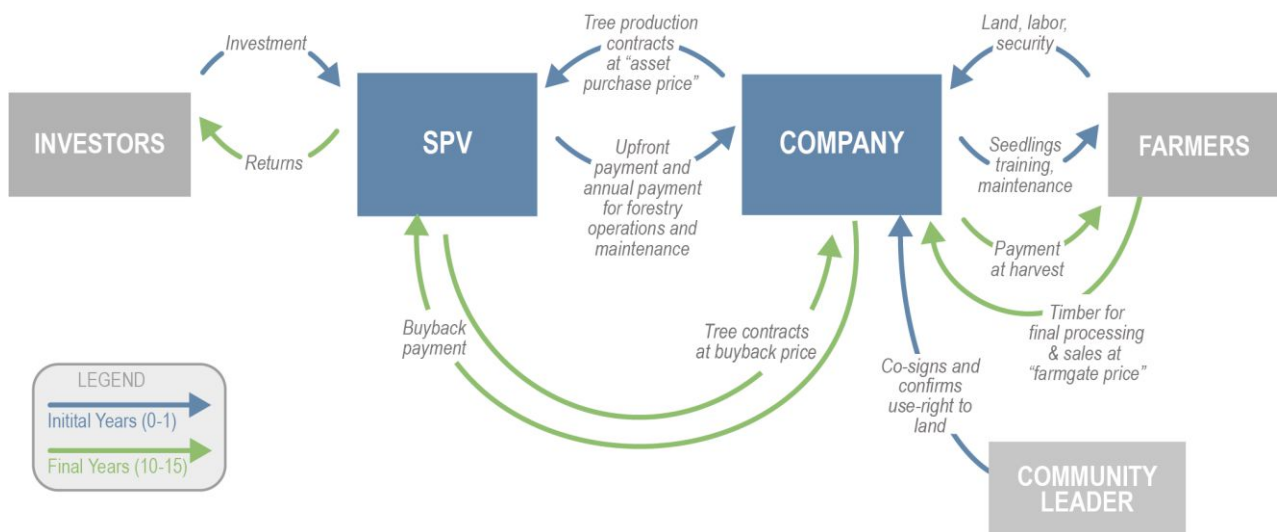 Investment
INVESTORS
Returns
SPV
Tree production
contracts
at “asset
purchase price”
Upfront
payment and
annual payment
for forestry
operations and
maintenance
COMPANY
Land, labor,
security
Seedlings
training,
maintenance
FARMERS
Payment
at harvest
Timber for
final processing
& sales at
“farmgate price”
Buyback
payment
Tree contracts
at buyback price
Co-signs and
confirms
use-right to
land
COMMUNITY
LEADER
LEGEND
Initital Years (0-1)
Final Years (10-15)